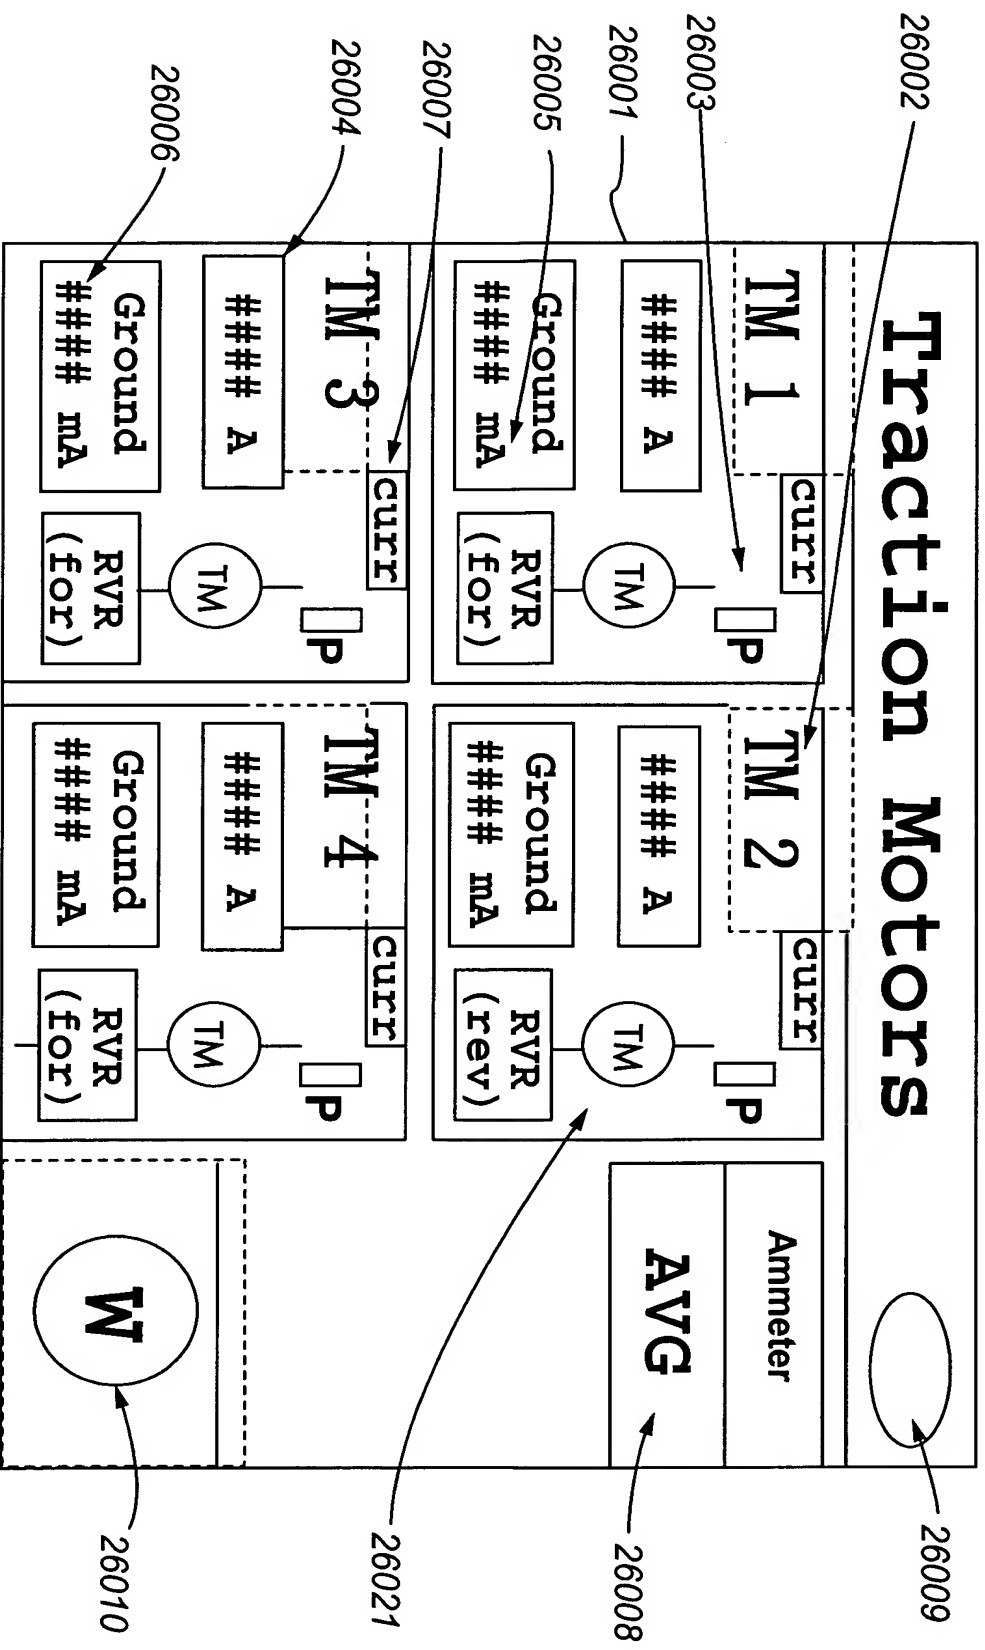 Traction Motors
26009
26002
TM 1
curr
P
#### A
TM
Ground
#### mA
RVR
(for)
TM 2
curr
P
#### A
TM
Ground
#### mA
RVR
(rev)
Ammeter
AVG
26003
26001
26005
26008
26007
26004
26006
TM 3
curr
P
#### A
TM
Ground
#### mA
RVR
(for)
TM 4
curr
P
#### A
TM
Ground
#### mA
RVR
(for)
W
26021
26010